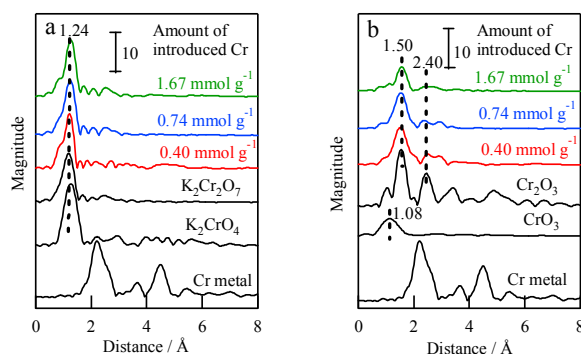 a
1.24
10
Amount of
introduced Cr
1.67 mmol g⁻¹
0.74 mmol g⁻¹
0.40 mmol g⁻¹
K₂Cr₂O₇
K₂CrO₄
Cr metal
Magnitude
0 2 4 6 8
Distance / Å
b
1.50
2.40
10
Amount of
introduced Cr
1.67 mmol g⁻¹
0.74 mmol g⁻¹
0.40 mmol g⁻¹
Cr₂O₃
1.08
CrO₃
Cr metal
Magnitude
0 2 4 6 8
Distance / Å